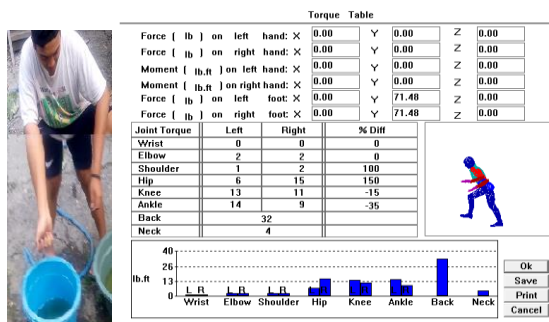 Torque Table
Force ( lb ) on left hand: X 0.00 Y 0.00 Z 0.00
Force ( lb ) on right hand: X 0.00 Y 0.00 Z 0.00
Moment ( lb.ft ) on left hand: X 0.00 Y 0.00 Z 0.00
Moment ( lb.ft ) on right hand: X 0.00 Y 0.00 Z 0.00
Force ( lb ) on left foot: X 0.00 Y 71.48 Z 0.00
Force ( lb ) on right foot: X 0.00 Y 71.48 Z 0.00
Joint Torque Left Right % Diff
Wrist 0 0 0
Elbow 2 2 0
Shoulder 1 2 100
Hip 6 15 150
Knee 13 11 -15
Ankle 14 9 -35
Back 32
Neck 4
40
26
lb.ft
13
0
L R L R L R L R L R L R
Wrist Elbow Shoulder Hip Knee Ankle Back Neck
Ok
Save
Print
Cancel